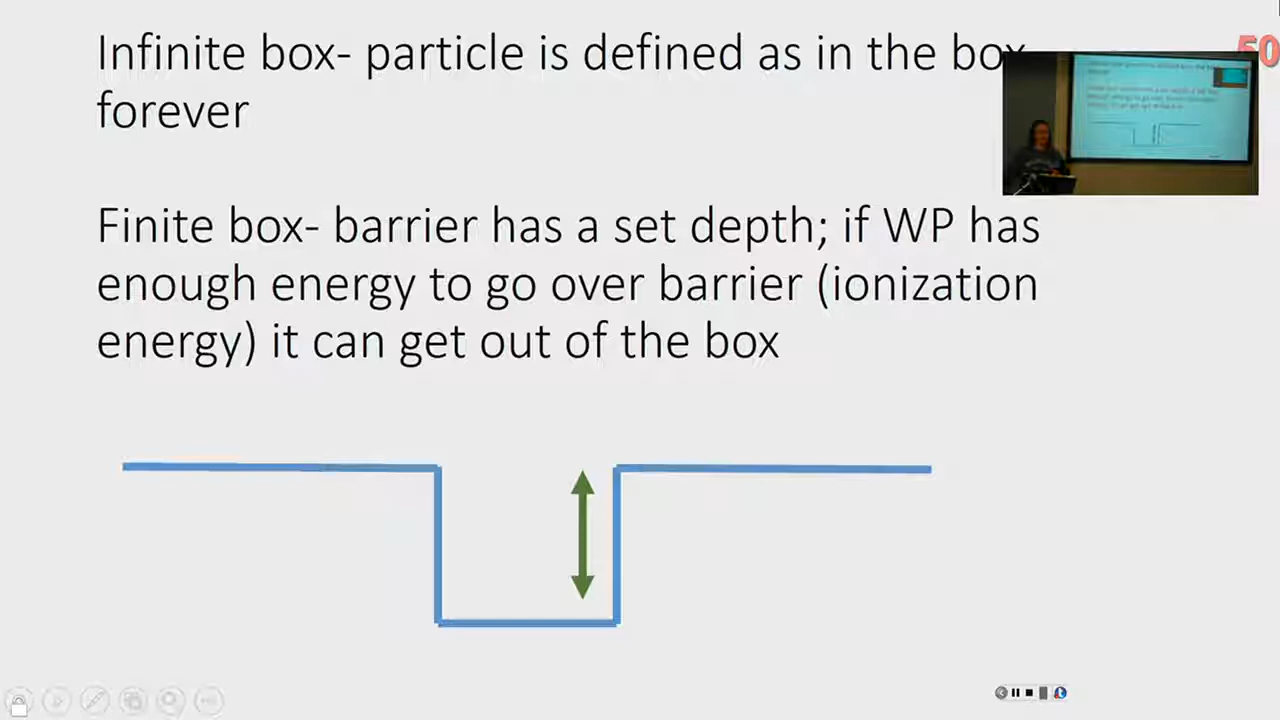 Infinite box- particle is defined as in the box
forever
50
Finite box- barrier has a set depth; if WP has
enough energy to go over barrier (ionization
energy) it can get out of the box